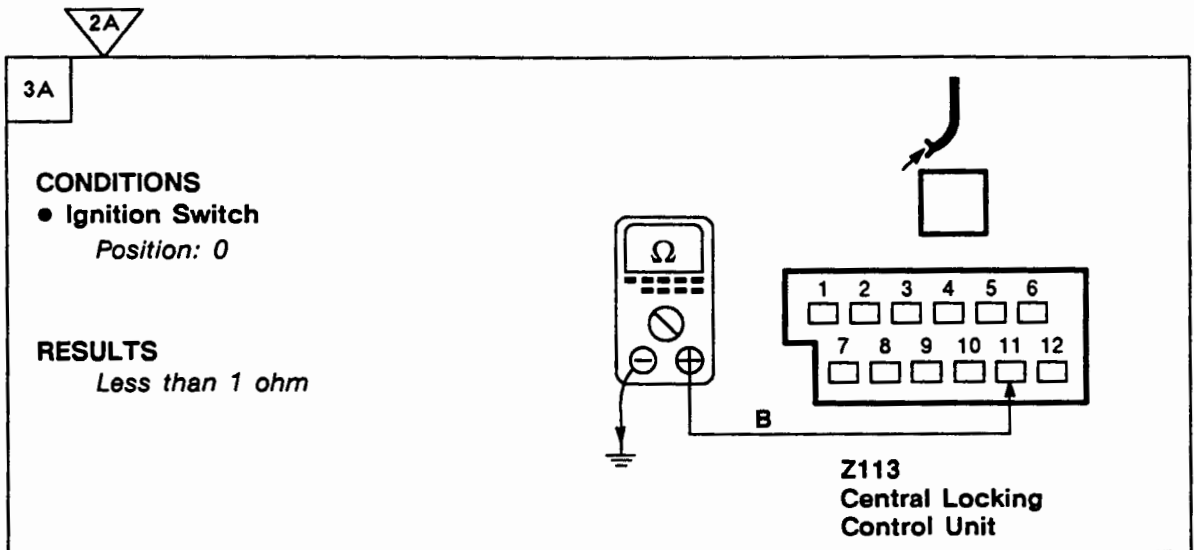 2A
3A
CONDITIONS
● Ignition Switch
Position: 0
RESULTS
Less than 1 ohm
Ω
− +
B
1 2 3 4 5 6
7 8 9 10 11 12
Z113
Central Locking
Control Unit